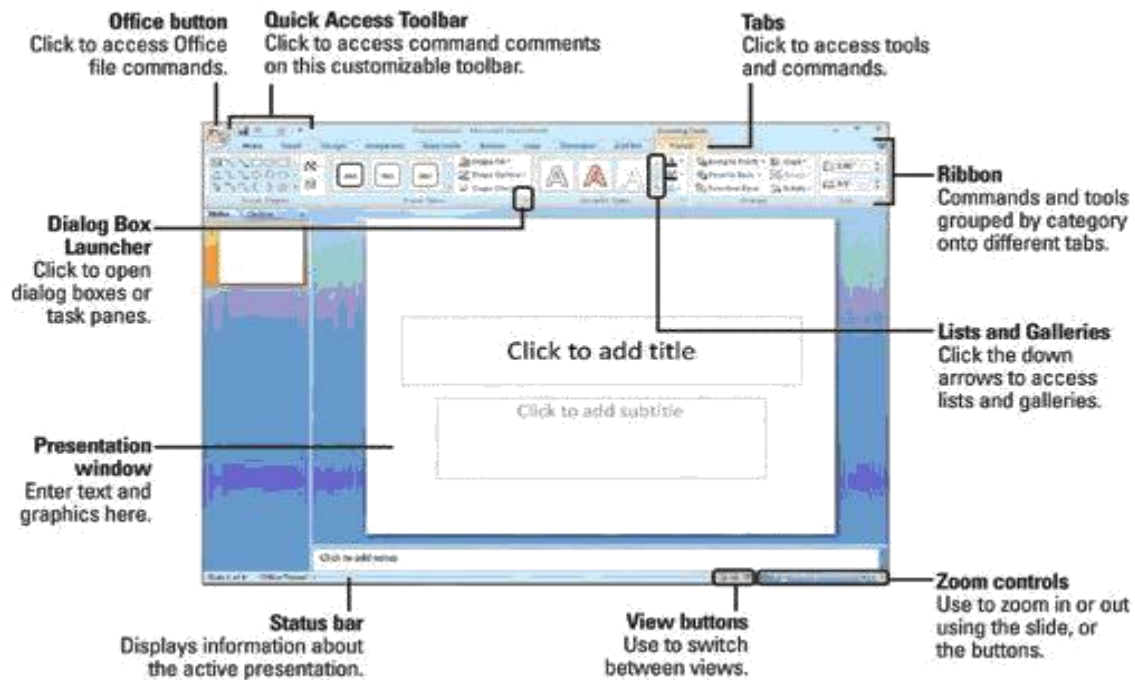 Office button
Click to access Office
file commands.
Quick Access Toolbar
Click to access command comments
on this customizable toolbar.
Tabs
Click to access tools
and commands.
Ribbon
Commands and tools
grouped by category
onto different tabs.
Dialog Box
Launcher
Click to open
dialog boxes or
task panes.
Lists and Galleries
Click the down
arrows to access
lists and galleries.
Click to add title
Click to add subtitle
Presentation
window
Enter text and
graphics here.
Click to add notes
Status bar
Displays information about
the active presentation.
View buttons
Use to switch
between views.
Zoom controls
Use to zoom in or out
using the slide, or
the buttons.